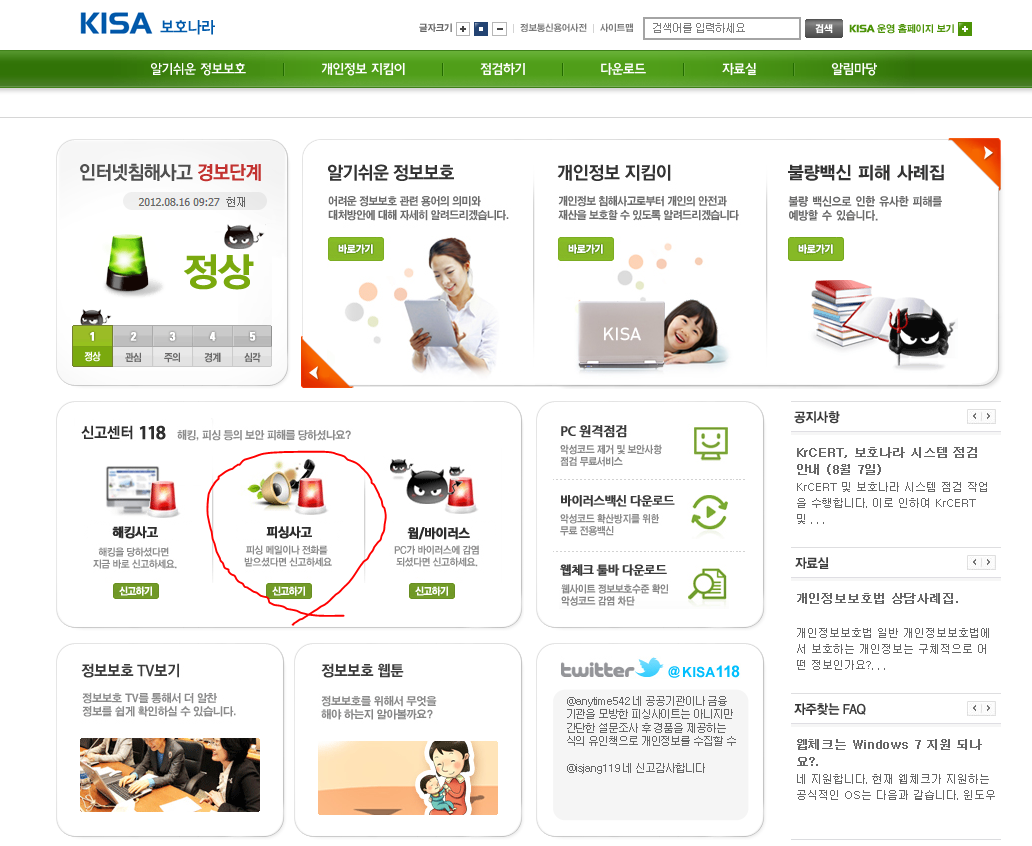 KISA 보호나라
글자크기 + − 정보통신용어사전 사이트맵 검색어를 입력하세요 검색 KISA 운영 홈페이지 보기 +
알기쉬운 정보보호 개인정보 지킴이 점검하기 다운로드 자료실 알림마당
인터넷침해사고 경보단계
2012.08.16 09:27 현재
정상
1 2 3 4 5
정상 관심 주의 경계 심각
알기쉬운 정보보호
어려운 정보보호 관련 용어의 의미와
대처방안에 대해 자세히 알려드리겠습니다.
바로가기
개인정보 지킴이
개인정보 침해사고로부터 개인의 안전과
재산을 보호할 수 있도록 알려드리겠습니다
바로가기
KISA
불량백신 피해 사례집
불량 백신으로 인한 유사한 피해를
예방할 수 있습니다.
바로가기
신고센터 118 해킹, 피싱 등의 보안 피해를 당하셨나요?
해킹사고
해킹을 당하셨다면
지금 바로 신고하세요.
신고하기
피싱사고
피싱 메일이나 전화를
받으셨다면 신고하세요
신고하기
웜/바이러스
PC가 바이러스에 감염
되셨다면 신고하세요.
신고하기
PC 원격점검
악성코드 제거 및 보안사항
점검 무료서비스
바이러스백신 다운로드
악성코드 확산방지를 위한
무료 전용백신
웹체크 툴바 다운로드
웹사이트 정보보호수준 확인
악성코드 감염 차단
공지사항
KrCERT, 보호나라 시스템 점검
안내 (8월 7일)
KrCERT 및 보호나라 시스템 점검 작업
을 수행합니다. 이로 인하여 KrCERT
및 . . .
자료실
개인정보보호법 상담사례집.
개인정보보호법 일반 개인정보보호법에
서 보호하는 개인정보는 구체적으로 어
떤 정보인가요?. . .
자주찾는 FAQ
웹체크는 Windows 7 지원 되나
요?.
네 지원합니다. 현재 웹체크가 지원하는
공식적인 OS는 다음과 같습니다. 윈도우
정보보호 TV보기
정보보호 TV를 통해서 더 알찬
정보를 쉽게 확인하실 수 있습니다.
정보보호 웹툰
정보보호를 위해서 무엇을
해야 하는지 알아볼까요?
twitter @KISA118
@anytime542 네 공공기관이나 금융
기관을 모방한 피싱사이트는 아니지만
간단한 설문조사 후 경품을 제공하는
식의 유인책으로 개인정보를 수집할 수
@isjang119 네 신고감사합니다